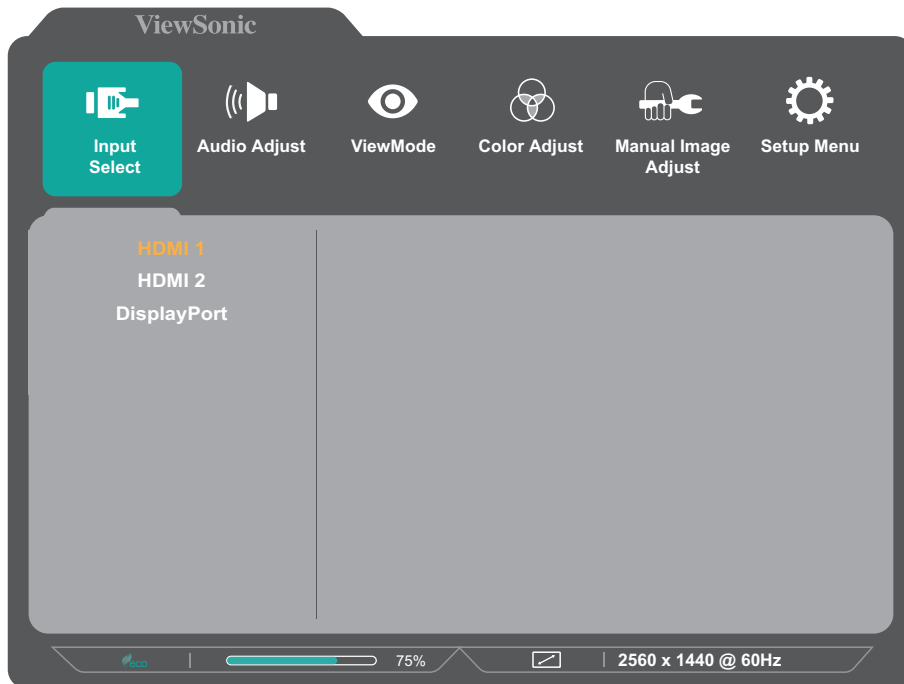 ViewSonic
Input
Select
Audio Adjust
ViewMode
Color Adjust
Manual Image
Adjust
Setup Menu
HDMI 1
HDMI 2
DisplayPort
eco
75%
2560 x 1440 @ 60Hz